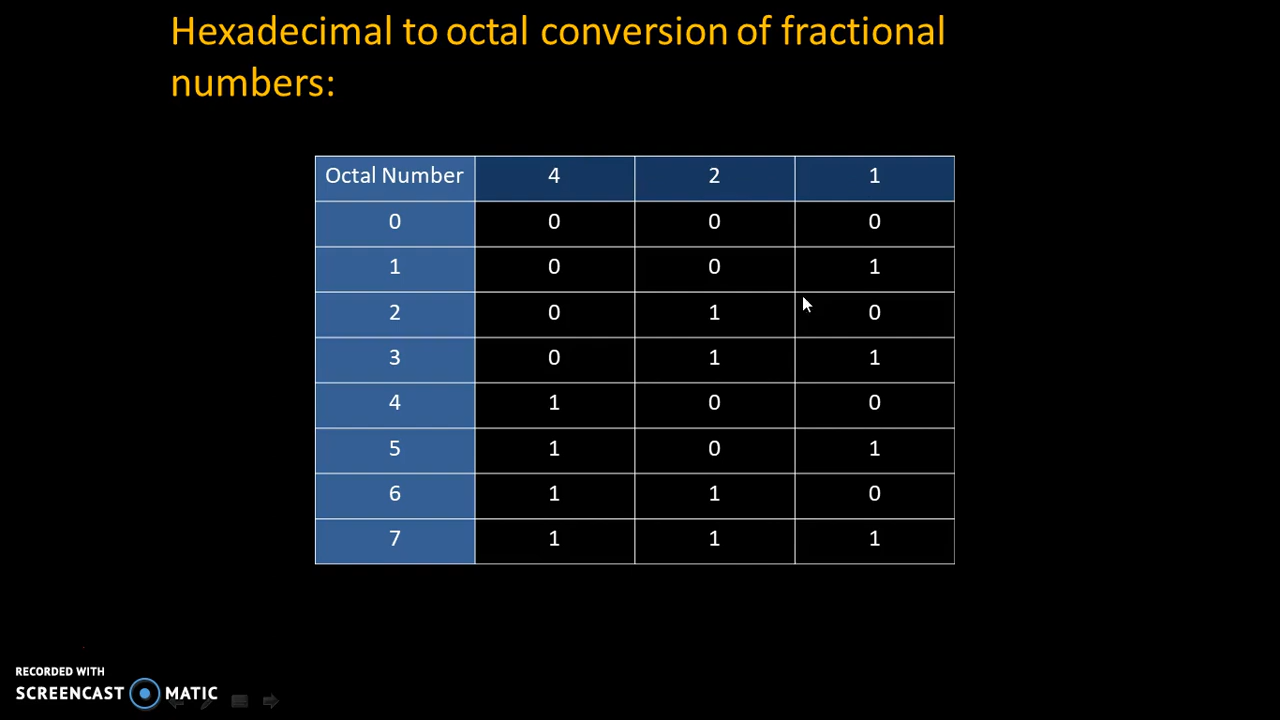 Hexadecimal to octal conversion of fractional
numbers:
Octal Number 4 2 1
0 0 0 0
1 0 0 1
2 0 1 0
3 0 1 1
4 1 0 0
5 1 0 1
6 1 1 0
7 1 1 1
RECORDED WITH
SCREENCAST MATIC